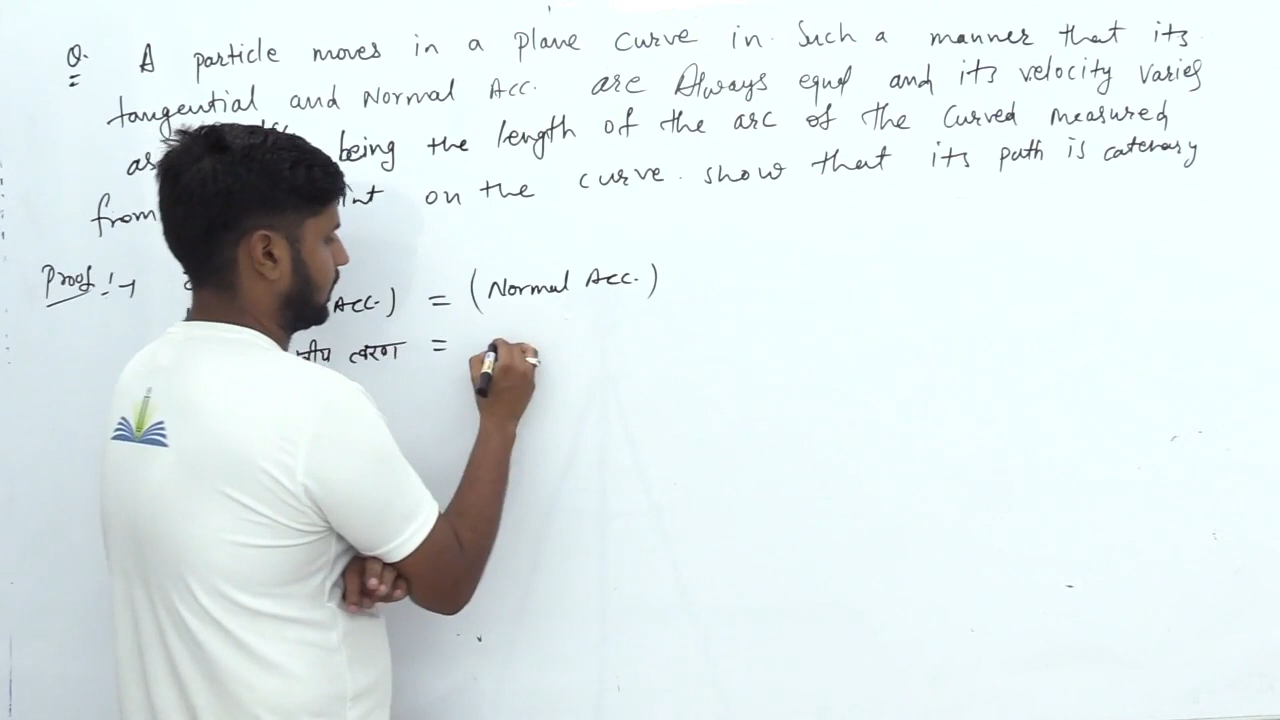 Q. A particle moves in a plane curve in such a manner that its
tangential and Normal Acc. are Always equal and its velocity varies
as being the length of the arc of the curved measured
from on the curve. show that its path is catenary
Proof :→
Acc.) = (Normal Acc.)
त्वरण =